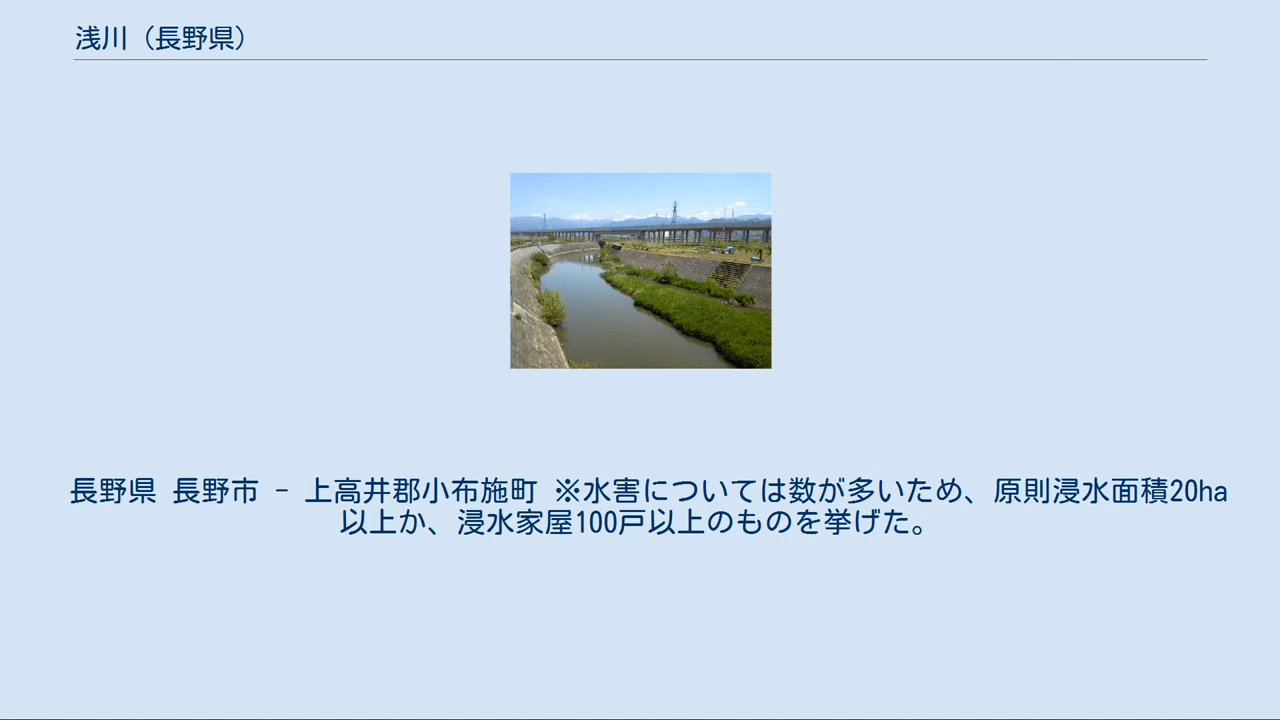 浅川（長野県）
長野県 長野市 - 上高井郡小布施町 ※水害については数が多いため、原則浸水面積20ha
以上か、浸水家屋100戸以上のものを挙げた。